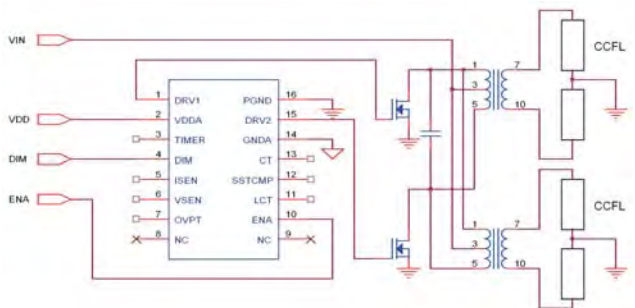 VIN
VDD
DIM
ENA
1 DRV1 PGND 16
2 VDDA DRV2 15
3 TIMER GNDA 14
4 DIM CT 13
5 ISEN SSTCMP 12
6 VSEN LCT 11
7 OVPT ENA 10
8 NC NC 9
1 7
3
5 10
CCFL
1 7
3
5 10
CCFL